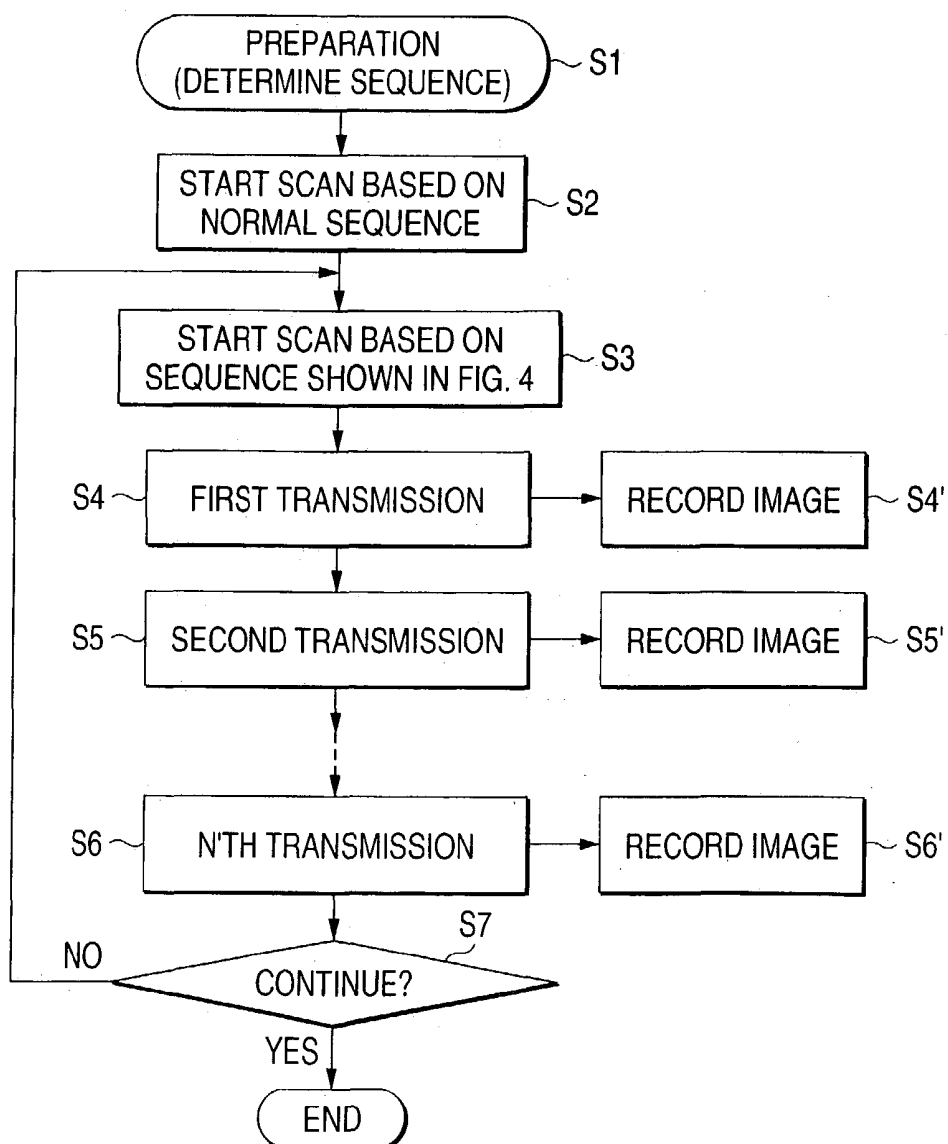 PREPARATION
(DETERMINE SEQUENCE)
S1
START SCAN BASED ON
NORMAL SEQUENCE
S2
START SCAN BASED ON
SEQUENCE SHOWN IN FIG. 4
S3
S4
FIRST TRANSMISSION
RECORD IMAGE
S4'
S5
SECOND TRANSMISSION
RECORD IMAGE
S5'
S6
N'TH TRANSMISSION
RECORD IMAGE
S6'
S7
NO
CONTINUE?
YES
END